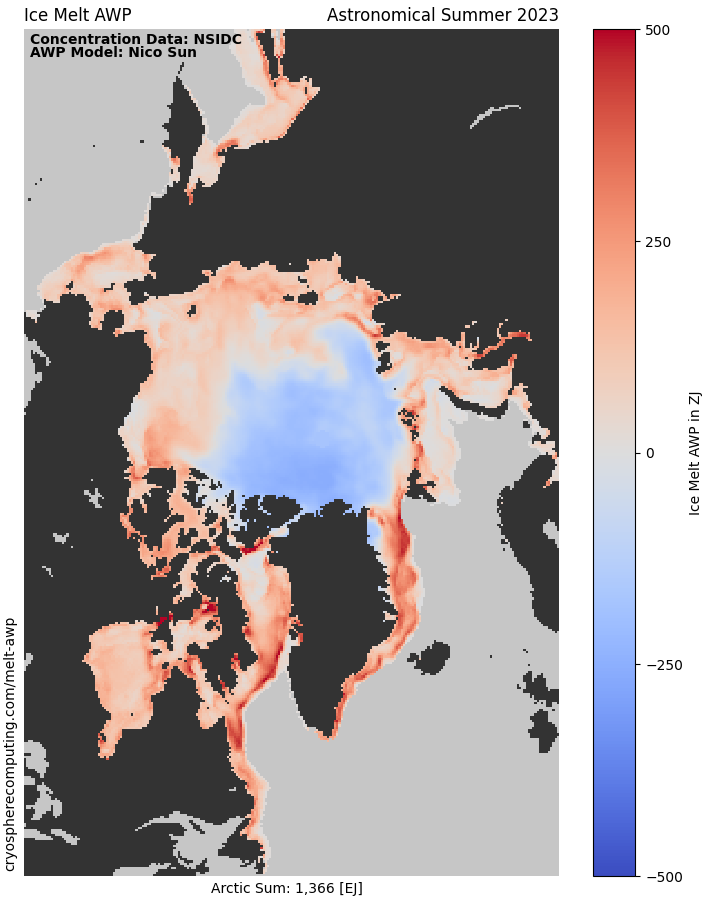 Ice Melt AWP
Astronomical Summer 2023
Concentration Data: NSIDC
AWP Model: Nico Sun
500
250
0
−250
−500
Ice Melt AWP in ZJ
cryospherecomputing.com/melt-awp
Arctic Sum: 1,366 [EJ]